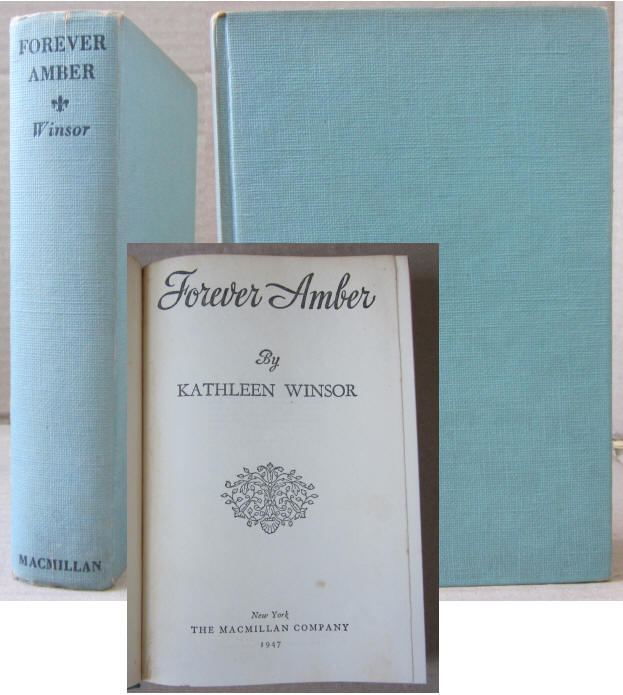 FOREVER
AMBER
Winsor
MACMILLAN
Forever Amber
By
KATHLEEN WINSOR
New York
THE MACMILLAN COMPANY
1947